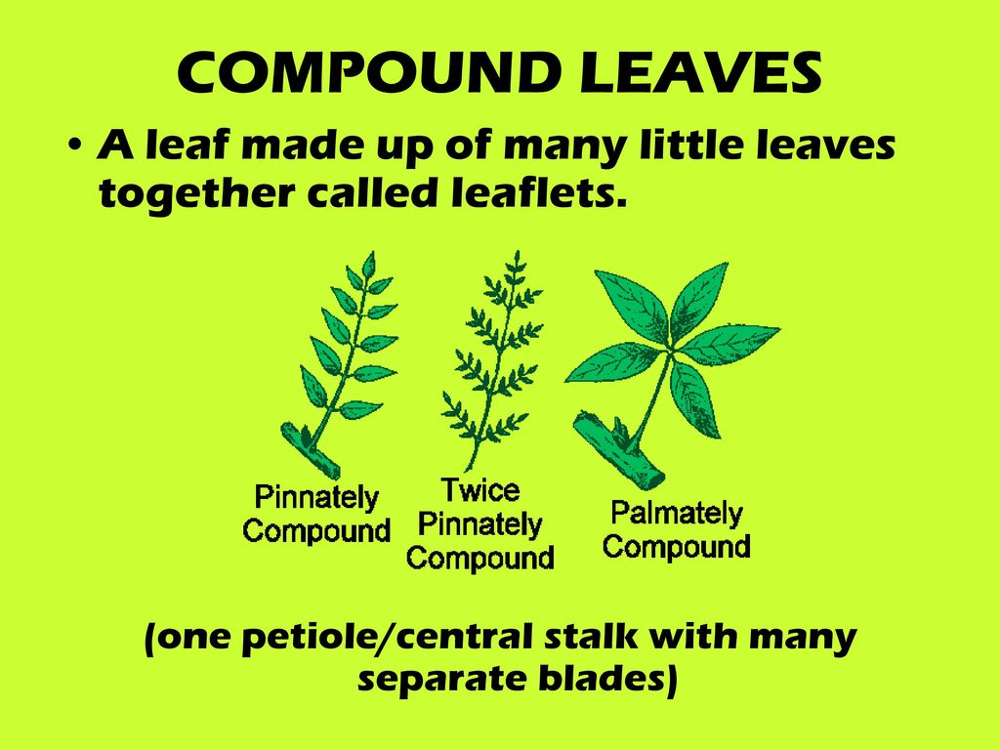 COMPOUND LEAVES
• A leaf made up of many little leaves
together called leaflets.
Pinnately
Compound
Twice
Pinnately
Compound
Palmately
Compound
(one petiole/central stalk with many
separate blades)